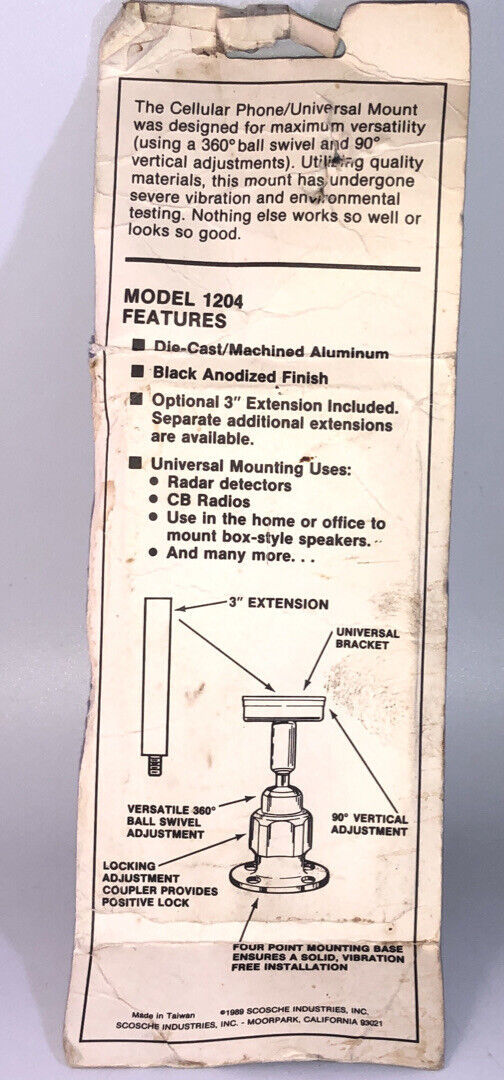 The Cellular Phone/Universal Mount
was designed for maximum versatility
(using a 360° ball swivel and 90°
vertical adjustments). Utilizing quality
materials, this mount has undergone
severe vibration and environmental
testing. Nothing else works so well or
looks so good.
MODEL 1204
FEATURES
■ Die-Cast/Machined Aluminum
■ Black Anodized Finish
■ Optional 3" Extension Included.
Separate additional extensions
are available.
■ Universal Mounting Uses:
● Radar detectors
● CB Radios
● Use in the home or office to
mount box-style speakers.
● And many more...
3" EXTENSION
UNIVERSAL
BRACKET
VERSATILE 360°
BALL SWIVEL
ADJUSTMENT
90° VERTICAL
ADJUSTMENT
LOCKING
ADJUSTMENT
COUPLER PROVIDES
POSITIVE LOCK
FOUR POINT MOUNTING BASE
ENSURES A SOLID, VIBRATION
FREE INSTALLATION
Made in Taiwan ©1989 SCOSCHE INDUSTRIES, INC.
SCOSCHE INDUSTRIES, INC. - MOORPARK, CALIFORNIA 93021